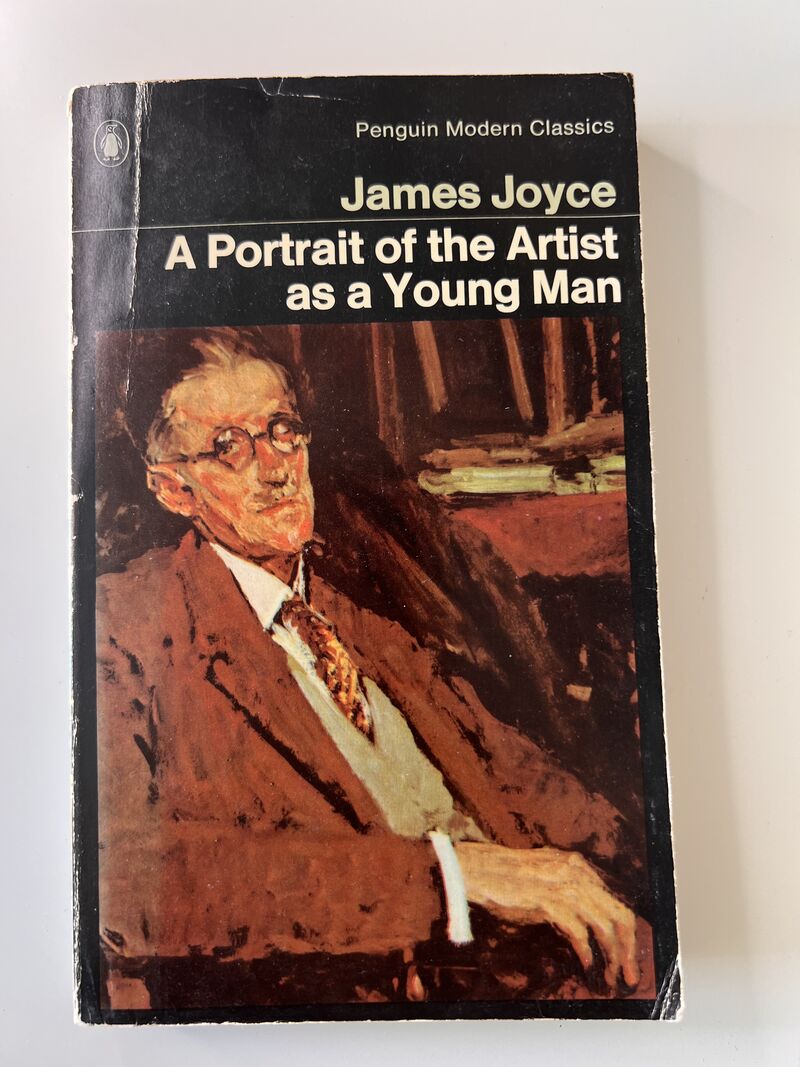 Penguin Modern Classics
James Joyce
A Portrait of the Artist
as a Young Man